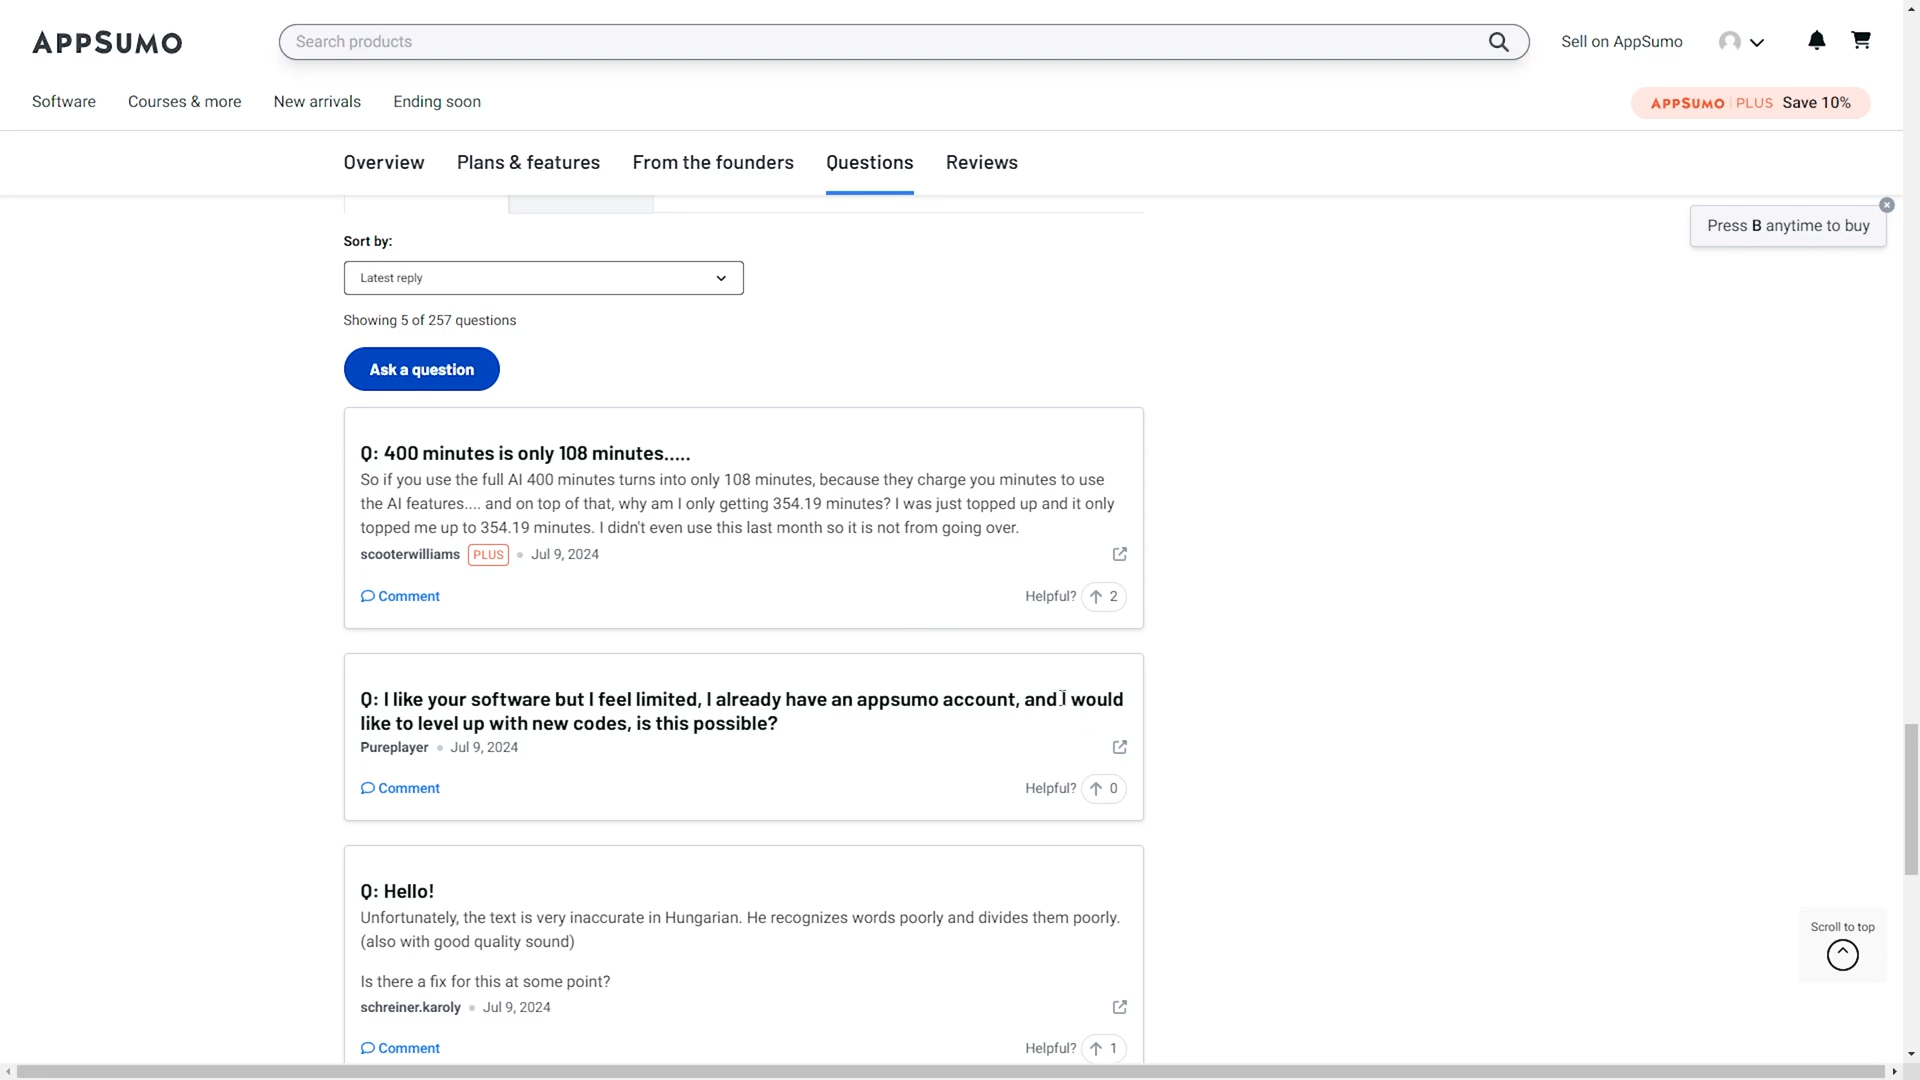 APPSUMO
Search products
Sell on AppSumo
Software
Courses & more
New arrivals
Ending soon
APPSUMO PLUS Save 10%
Overview
Plans & features
From the founders
Questions
Reviews
Press B anytime to buy
Sort by:
Latest reply
Showing 5 of 257 questions
Ask a question
Q: 400 minutes is only 108 minutes.....
So if you use the full AI 400 minutes turns into only 108 minutes, because they charge you minutes to use
the AI features.... and on top of that, why am I only getting 354.19 minutes? I was just topped up and it only
topped me up to 354.19 minutes. I didn't even use this last month so it is not from going over.
scooterwilliams PLUS Jul 9, 2024
Comment
Helpful? 2
Q: I like your software but I feel limited, I already have an appsumo account, and I would
like to level up with new codes, is this possible?
Pureplayer Jul 9, 2024
Comment
Helpful? 0
Q: Hello!
Unfortunately, the text is very inaccurate in Hungarian. He recognizes words poorly and divides them poorly.
(also with good quality sound)
Is there a fix for this at some point?
schreiner.karoly Jul 9, 2024
Comment
Helpful? 1
Scroll to top